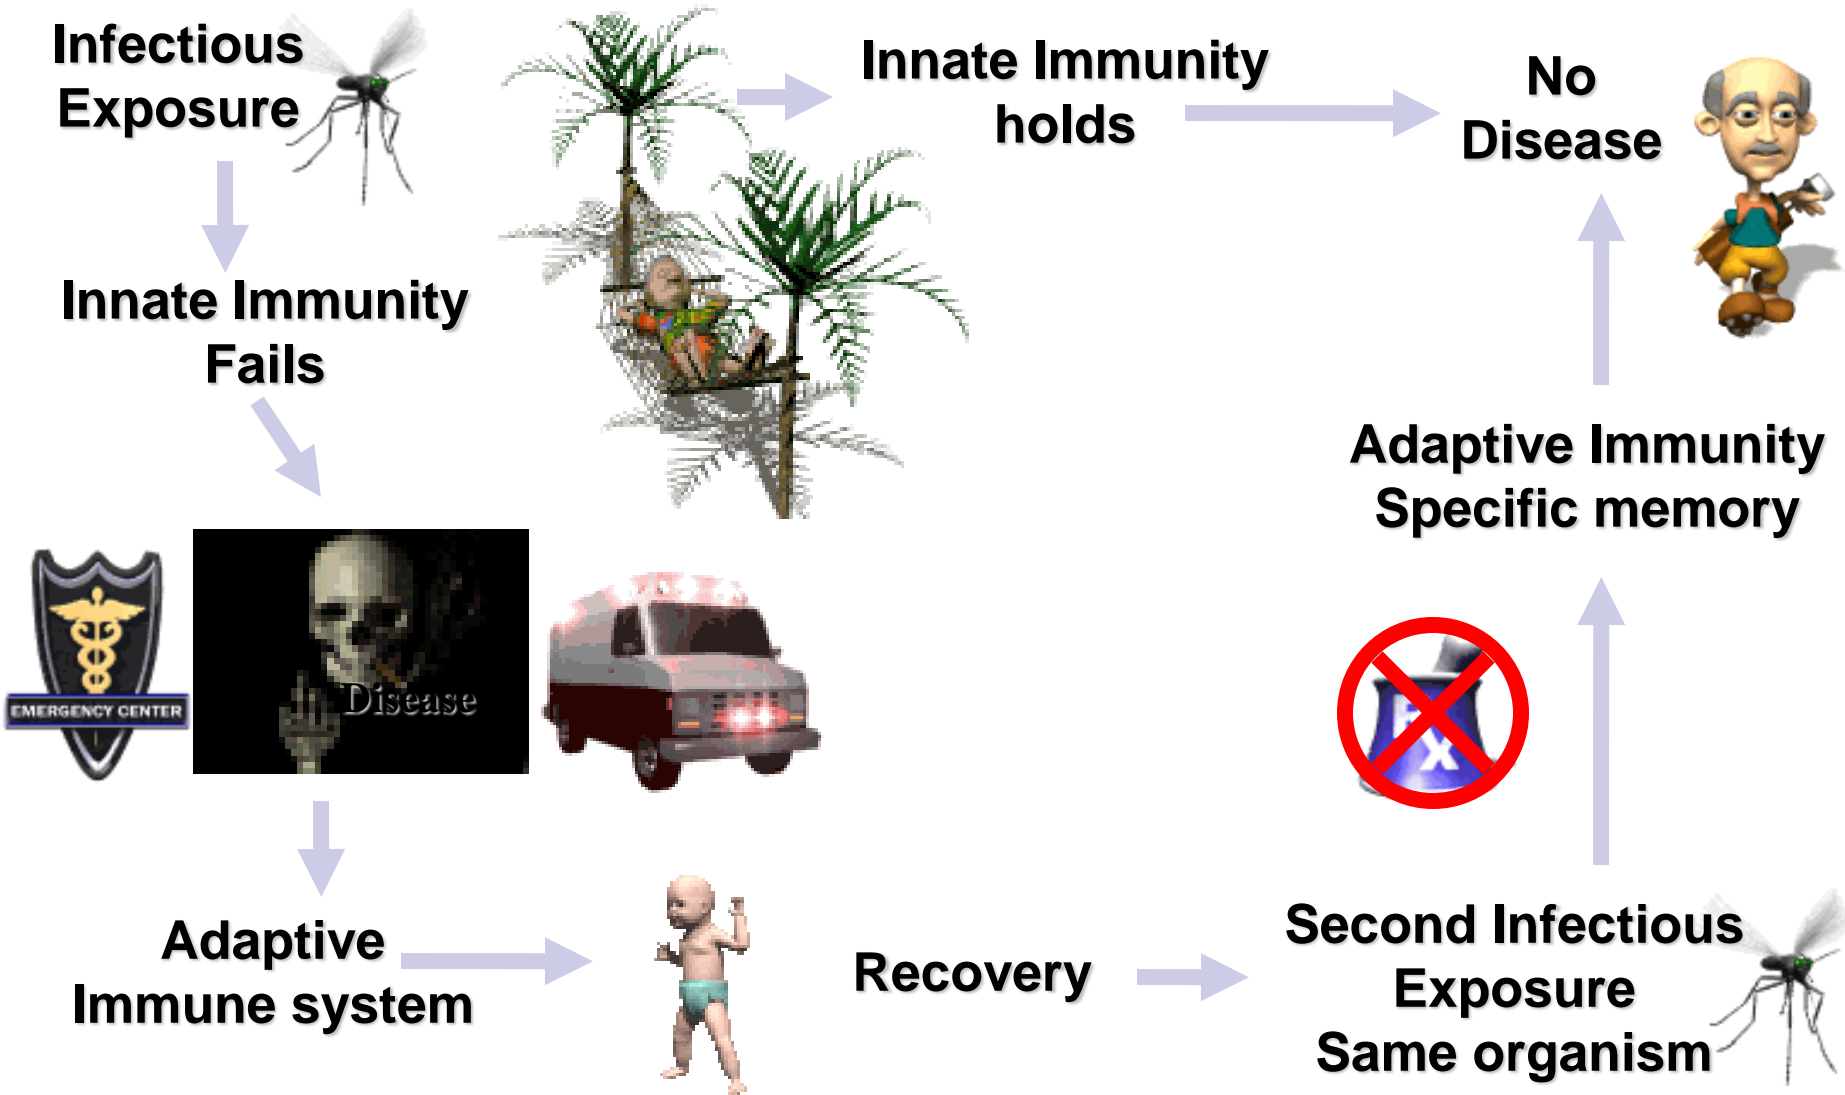 Infectious
Exposure
Innate Immunity
holds
No
Disease
Innate Immunity
Fails
Adaptive Immunity
Specific memory
EMERGENCY CENTER
Disease
RX
Adaptive
Immune system
Recovery
Second Infectious
Exposure
Same organism